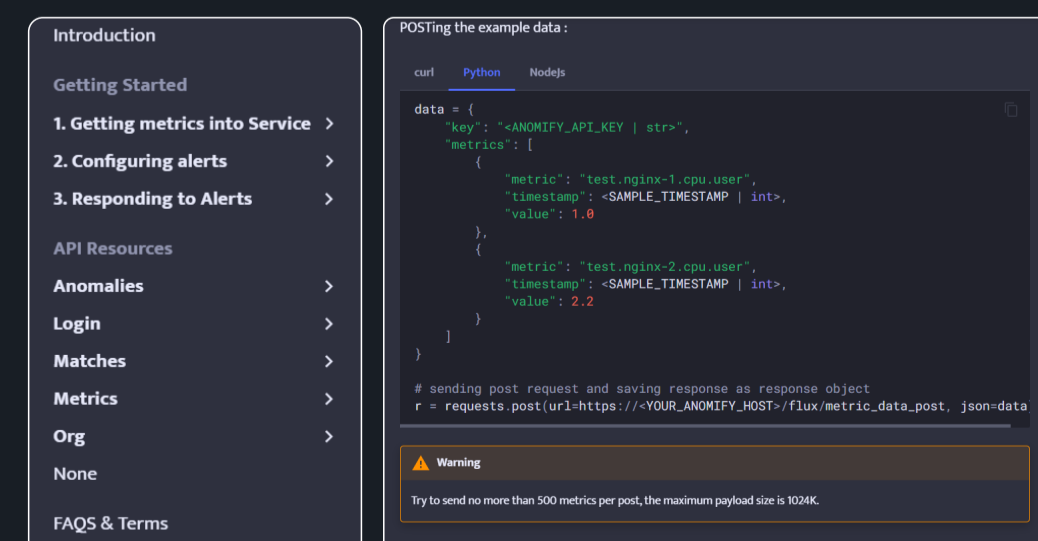 Introduction
Getting Started
1. Getting metrics into Service
2. Configuring alerts
3. Responding to Alerts
API Resources
Anomalies
Login
Matches
Metrics
Org
None
FAQS & Terms
POSTing the example data :
curl Python NodeJs
data = {
"key": "<ANOMIFY_API_KEY | str>",
"metrics": [
{
"metric": "test.nginx-1.cpu.user",
"timestamp": <SAMPLE_TIMESTAMP | int>,
"value": 1.0
},
{
"metric": "test.nginx-2.cpu.user",
"timestamp": <SAMPLE_TIMESTAMP | int>,
"value": 2.2
}
]
}
# sending post request and saving response as response object
r = requests.post(url=https://<YOUR_ANOMIFY_HOST>/flux/metric_data_post, json=data
Warning
Try to send no more than 500 metrics per post, the maximum payload size is 1024K.